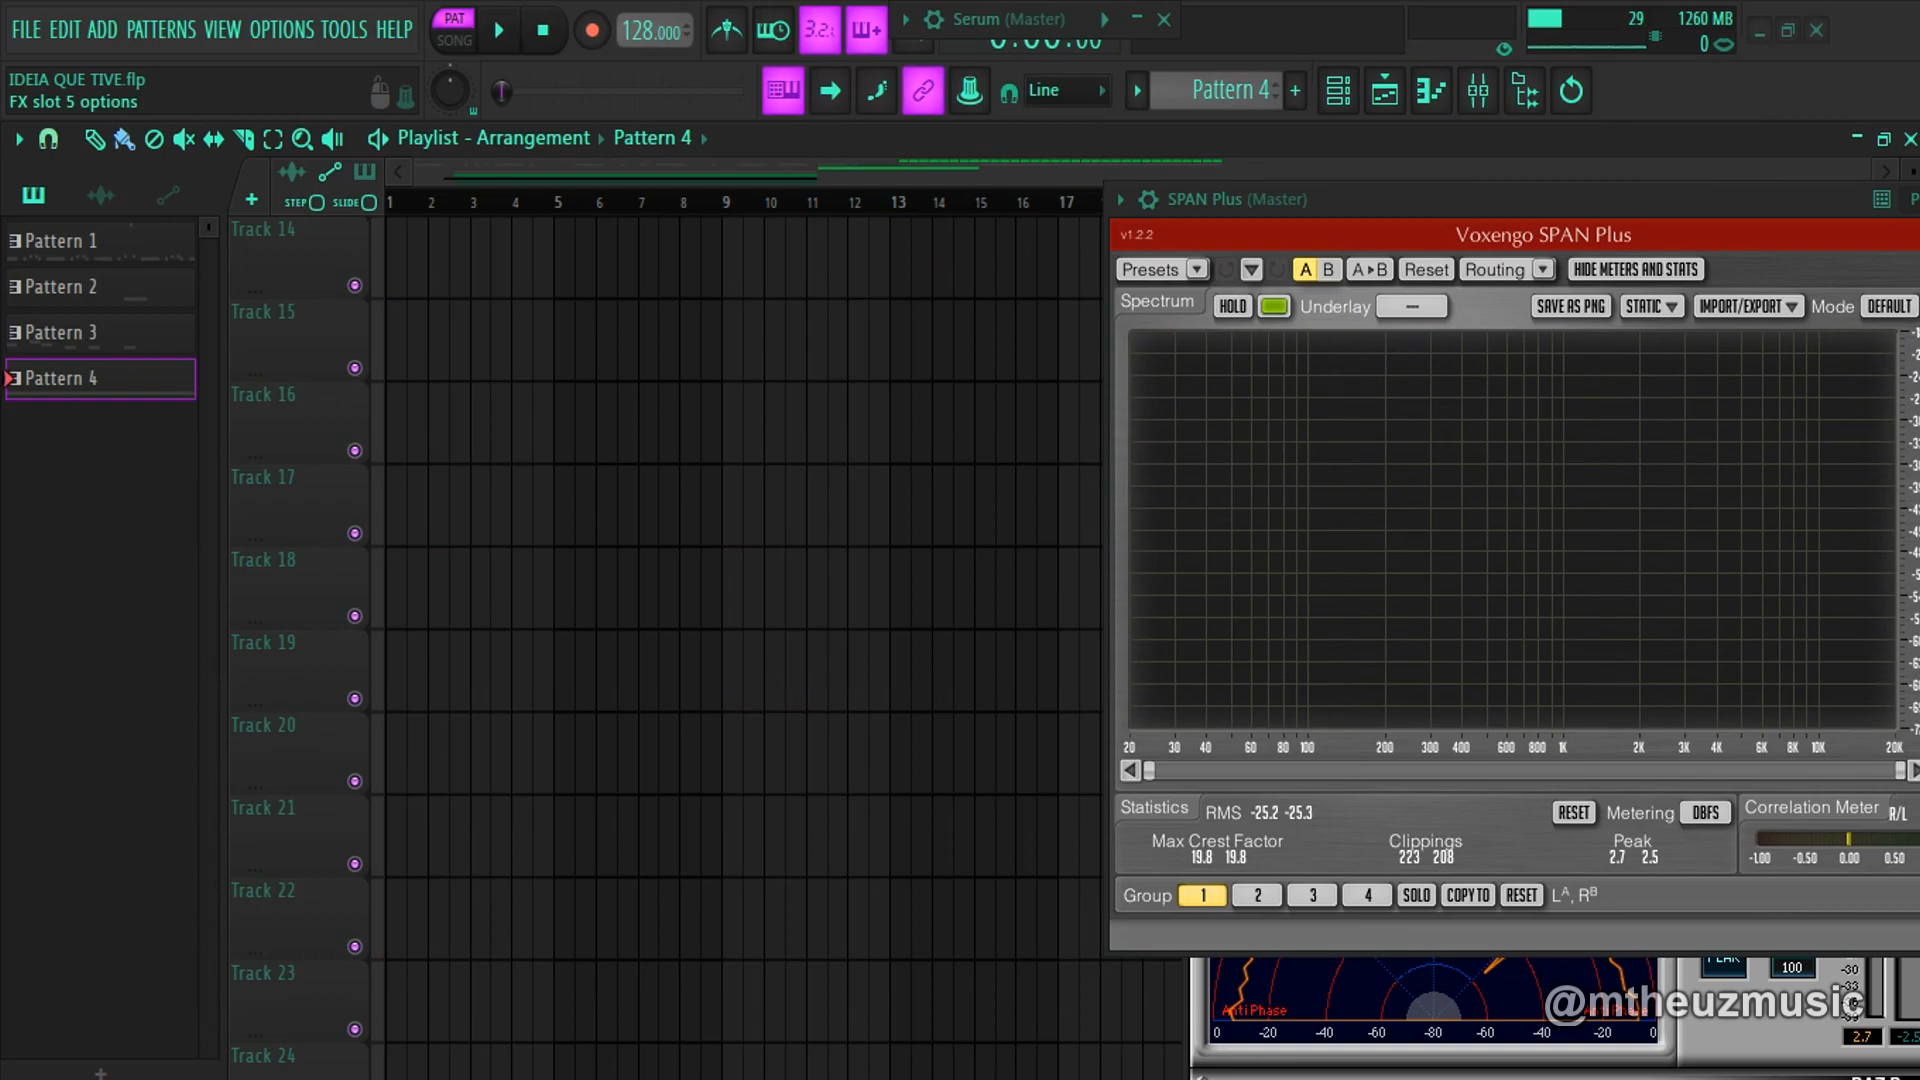 FILE EDIT ADD PATTERNS VIEW OPTIONS TOOLS HELP
PAT
SONG
128.000
3.2.
Serum (Master)
29
1260 MB
0
IDEIA QUE TIVE.flp
FX slot 5 options
Line
Pattern 4
Playlist - Arrangement
Pattern 4
STEP
SLIDE
1 2 3 4 5 6 7 8 9 10 11 12 13 14 15 16 17
Pattern 1
Pattern 2
Pattern 3
Pattern 4
Track 14
Track 15
Track 16
Track 17
Track 18
Track 19
Track 20
Track 21
Track 22
Track 23
Track 24
SPAN Plus (Master)
v1.2.2
Voxengo SPAN Plus
Presets
A
B
A▸B
Reset
Routing
HIDE METERS AND STATS
Spectrum
HOLD
Underlay
—
SAVE AS PNG
STATIC
IMPORT/EXPORT
Mode
DEFAULT
20 30 40 60 80 100 200 300 400 600 800 1K 2K 3K 4K 6K 8K 10K 20K
Statistics
RMS -25.2 -25.3
RESET
Metering
DBFS
Correlation Meter
R/L
Max Crest Factor
19.8 19.8
Clippings
223 208
Peak
2.7 2.5
-1.00 -0.50 0.00 0.50
Group
1
2
3
4
SOLO
COPY TO
RESET
Lᴬ, Rᴮ
100
-30
-33
AntiPhase
0 -20 -40 -60 -80 -60 -40 -20 0
2.7
@mtheuzmusic